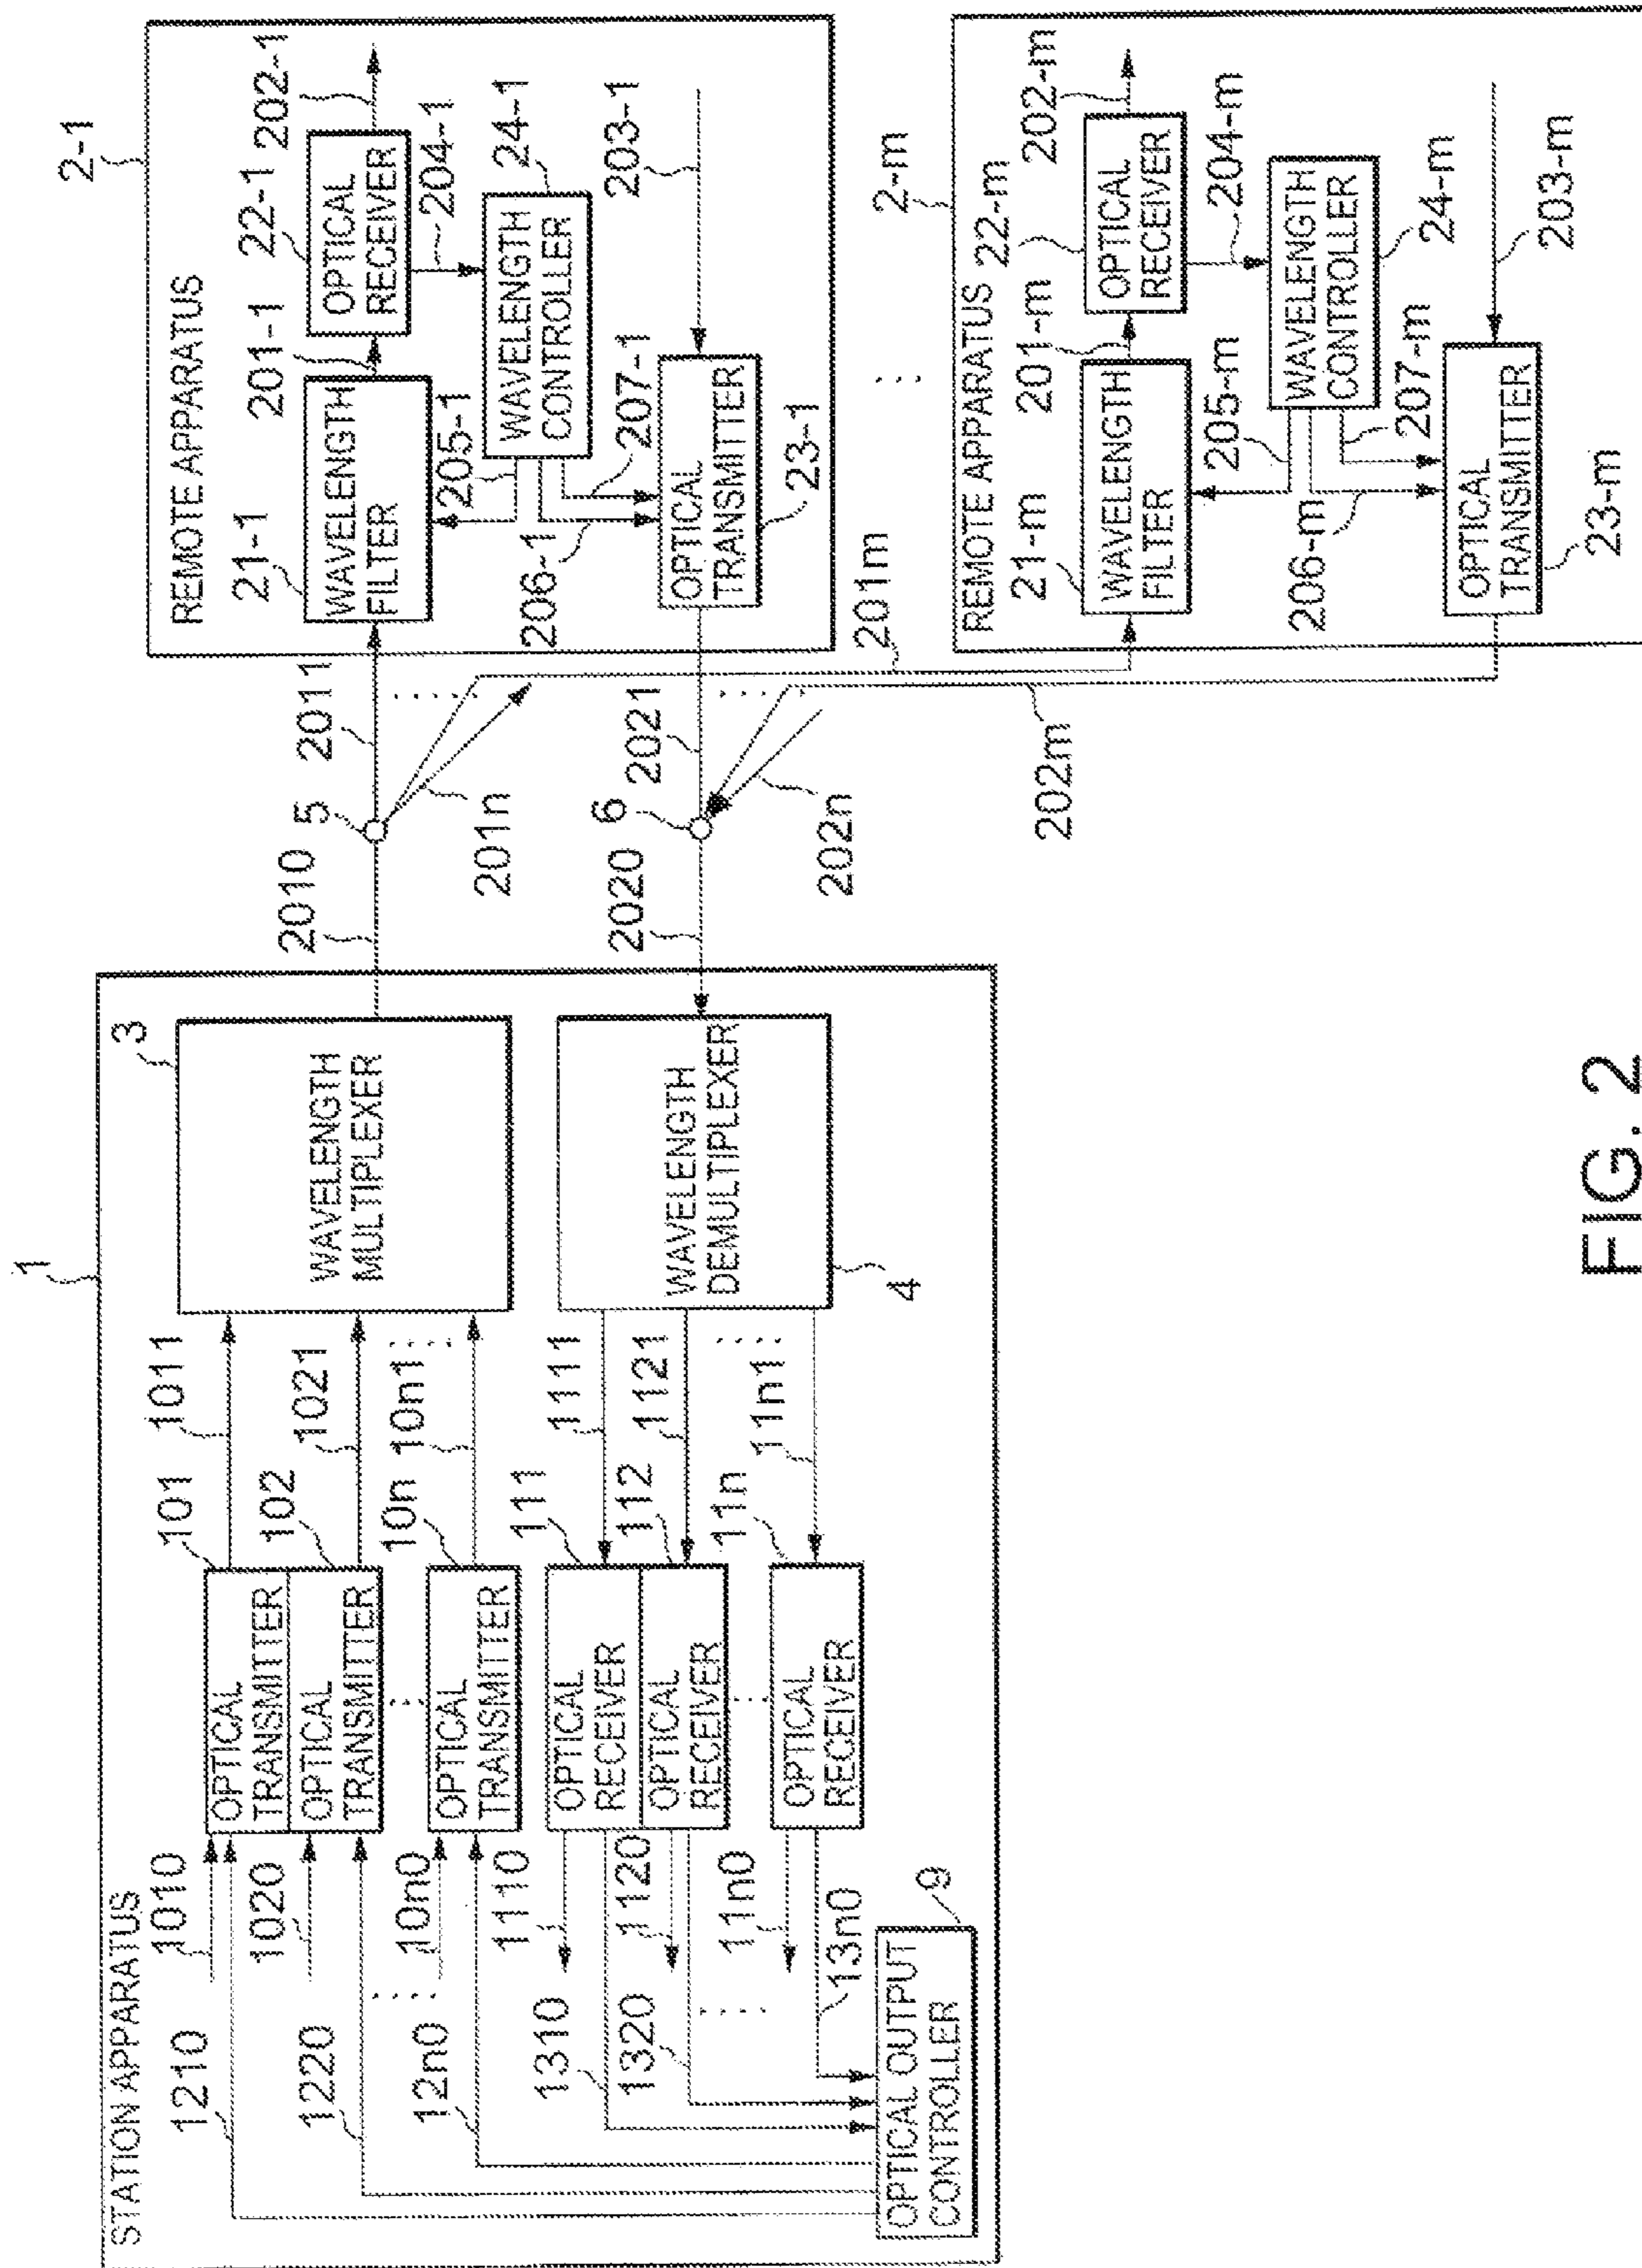 STATION APPARATUS
1
1210
1010
1220
1020
12n0
10n0
OPTICAL
TRANSMITTER
101
1011
OPTICAL
TRANSMITTER
102
1021
OPTICAL
TRANSMITTER
10n
10n1
WAVELENGTH
MULTIPLEXER
3
1310
1110
1320
1120
13n0
11n0
OPTICAL
RECEIVER
111
1111
OPTICAL
RECEIVER
112
1121
OPTICAL
RECEIVER
11n
11n1
WAVELENGTH
DEMULTIPLEXER
4
OPTICAL OUTPUT
CONTROLLER
9
2010
5
2011
201n
2020
6
2021
202n
201m
202m
REMOTE APPARATUS
2-1
21-1
WAVELENGTH
FILTER
201-1
22-1
OPTICAL
RECEIVER
202-1
204-1
205-1
WAVELENGTH
CONTROLLER
24-1
206-1
207-1
OPTICAL
TRANSMITTER
23-1
203-1
REMOTE APPARATUS
2-m
21-m
WAVELENGTH
FILTER
201-m
22-m
OPTICAL
RECEIVER
202-m
204-m
205-m
WAVELENGTH
CONTROLLER
24-m
206-m
207-m
OPTICAL
TRANSMITTER
23-m
203-m
FIG. 2